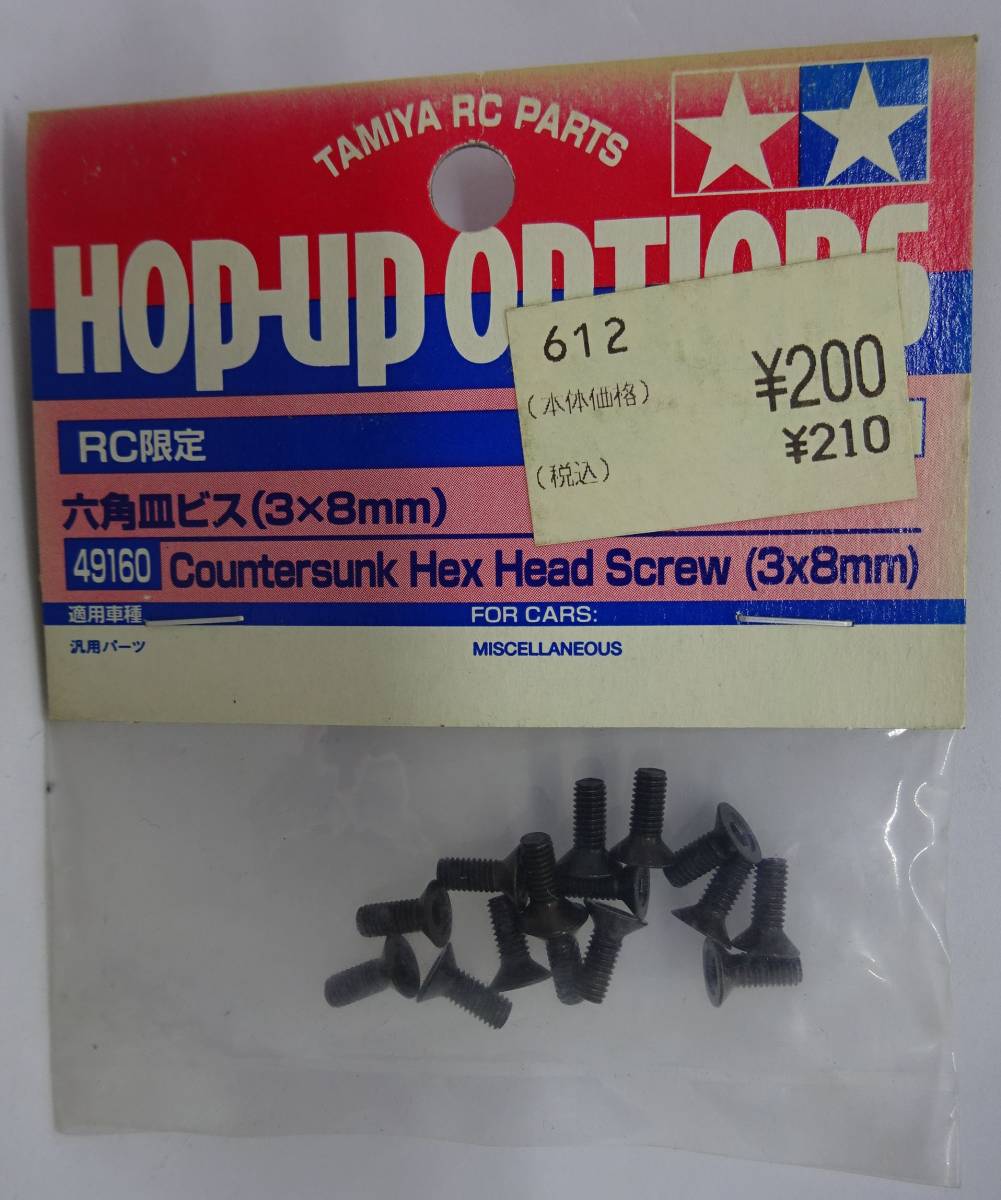 TAMIYA RC PARTS
HOP-UP OPTIONS
612
(本体価格) ¥200
(税込) ¥210
RC限定
六角皿ビス(3×8mm)
49160 Countersunk Hex Head Screw (3x8mm)
適用車種 FOR CARS:
汎用パーツ MISCELLANEOUS